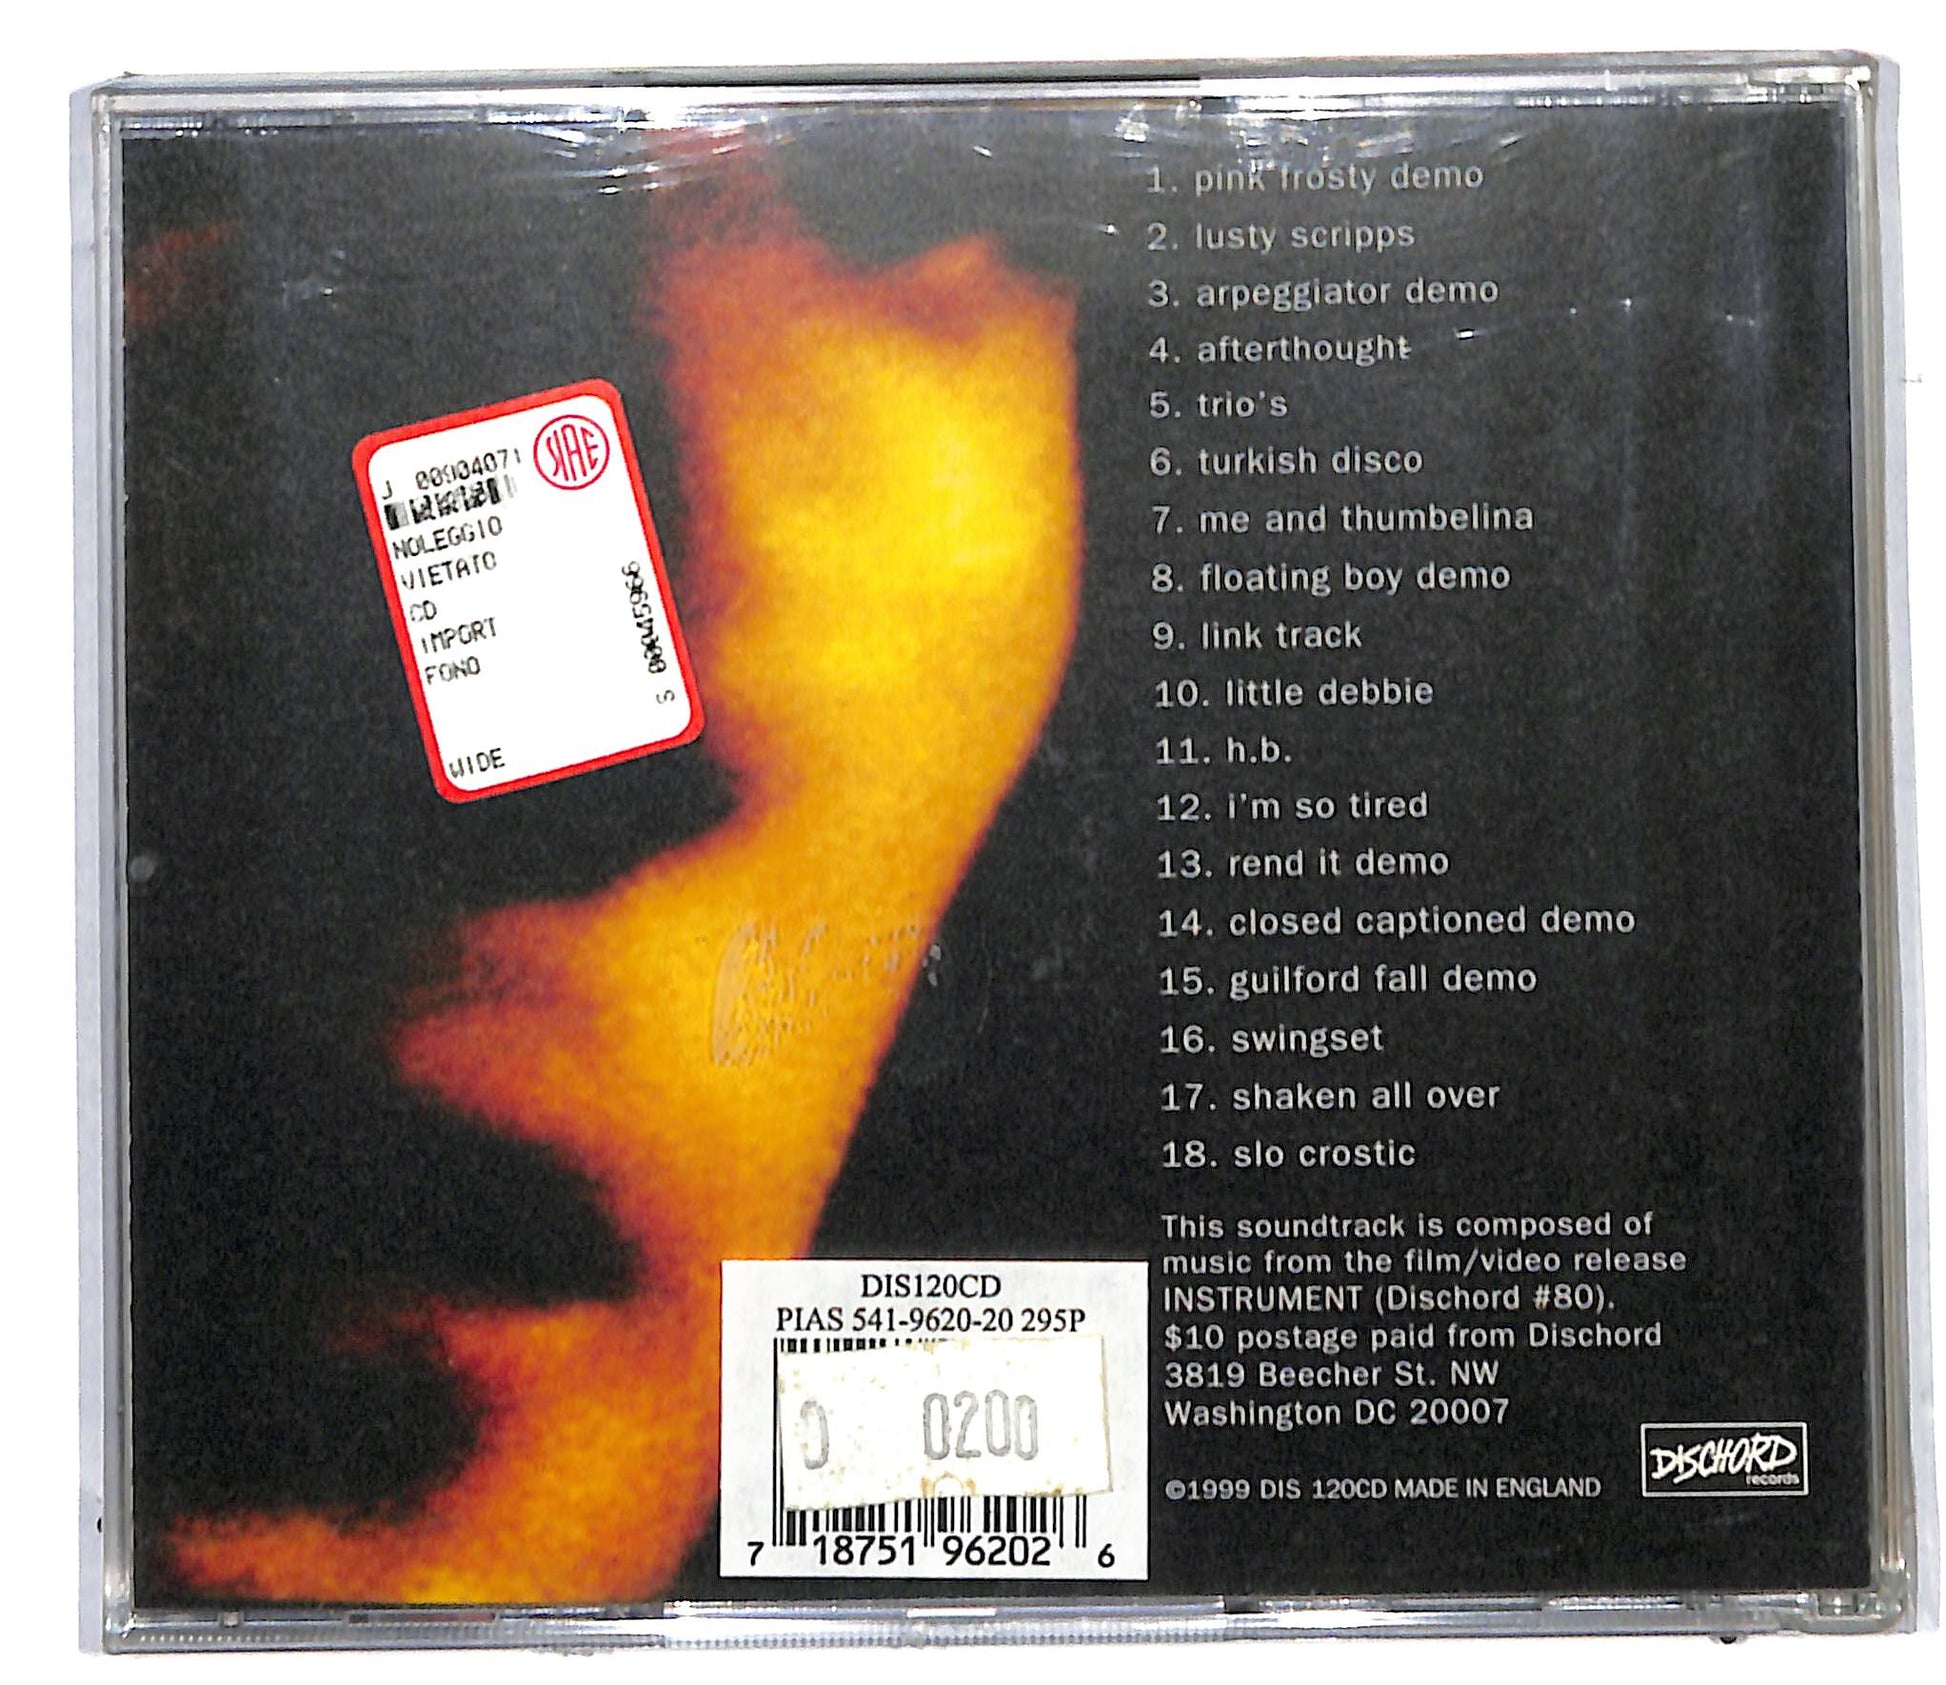 1. pink frosty demo
2. lusty scripps
3. arpeggiator demo
4. afterthought
5. trio's
6. turkish disco
7. me and thumbelina
8. floating boy demo
9. link track
10. little debbie
11. h.b.
12. i'm so tired
13. rend it demo
14. closed captioned demo
15. guilford fall demo
16. swingset
17. shaken all over
18. slo crostic
This soundtrack is composed of
music from the film/video release
INSTRUMENT (Dischord #80).
$10 postage paid from Dischord
3819 Beecher St. NW
Washington DC 20007
©1999 DIS 120CD MADE IN ENGLAND
DISCHORD
records
J 00904071
SIAE
NOLEGGIO
VIETATO
CD
IMPORT
FONO
WIDE
DIS120CD
PIAS 541-9620-20 295P
0 0200
7 18751 96202 6